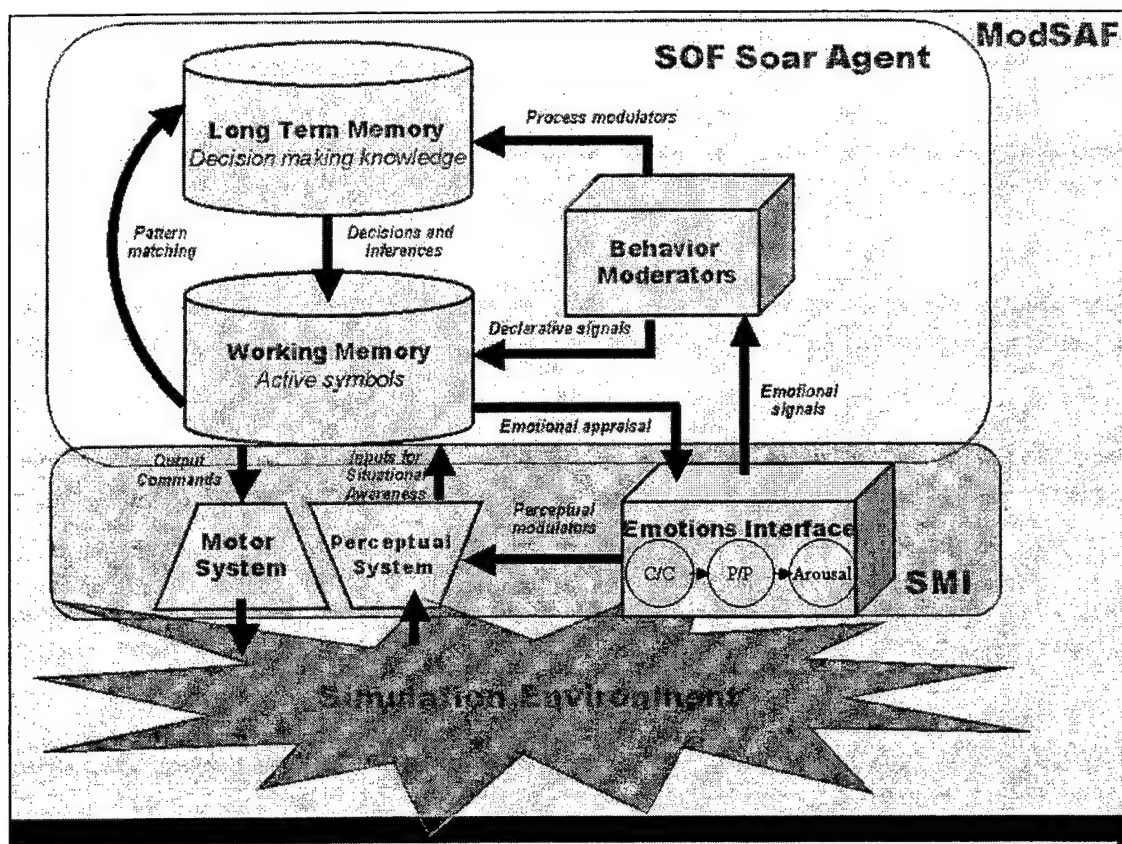 ModSAF
SOF Soar Agent
Long Term Memory
Decision making knowledge
Process modulators
Pattern
matching
Decisions and
inferences
Behavior
Moderators
Declarative signals
Working Memory
Active symbols
Emotional appraisal
Emotional
signals
Output
Commands
Inputs for
Situational
Awareness
Motor
System
Perceptual
System
Perceptual
modulators
Emotions Interface
C/C
P/P
Arousal
SMI
Simulation Environment